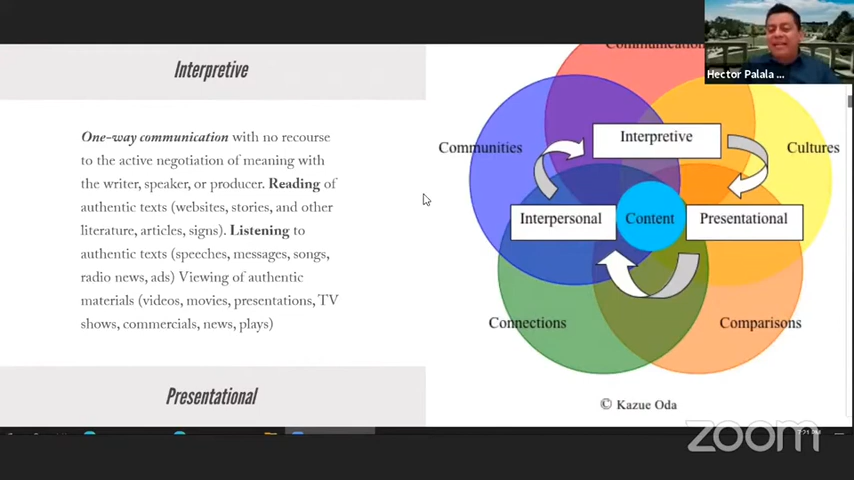 Interpretive
One-way communication with no recourse
to the active negotiation of meaning with
the writer, speaker, or producer. Reading of
authentic texts (websites, stories, and other
literature, articles, signs). Listening to
authentic texts (speeches, messages, songs,
radio news, ads) Viewing of authentic
materials (videos, movies, presentations, TV
shows, commercials, news, plays)
Presentational
Communities
Interpretive
Cultures
Interpersonal
Content
Presentational
Connections
Comparisons
© Kazue Oda
Hector Palala ...
zoom